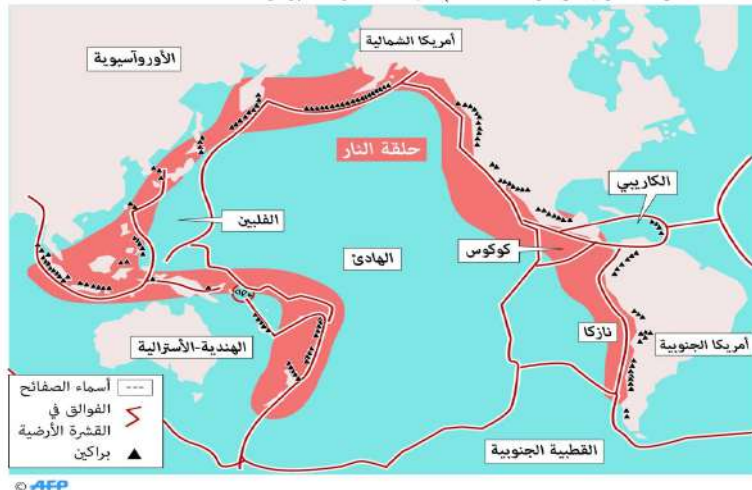 أمريكا الشمالية
الأوروآسيوية
حلقة النار
الكاريبي
الفلبين
كوكوس
الهادئ
نازكا
أمريكا الجنوبية
الهندية-الأسترالية
القطبية الجنوبية
أسماء الصفائح
الفوالق في
القشرة الأرضية
براكين
© AFP